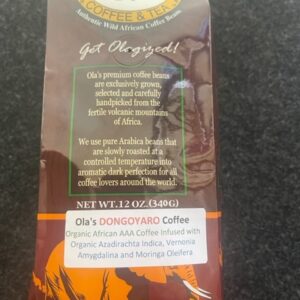 COFFEE & TEA
Authentic Wild African Coffee Beans
Get Ologized!
Ola's premium coffee beans
are exclusively grown,
selected and carefully
handpicked from the
fertile volcanic mountains
of Africa.
We use pure Arabica beans
that are slowly roasted at a
controlled temperature into
aromatic dark perfection for all
coffee lovers around the world.
NET WT. 12 OZ. (340G)
Ola's DONGOYARO Coffee
Organic African AAA Coffee Infused with
Organic Azadirachta Indica, Vernonia
Amygdalina and Moringa Oleifera